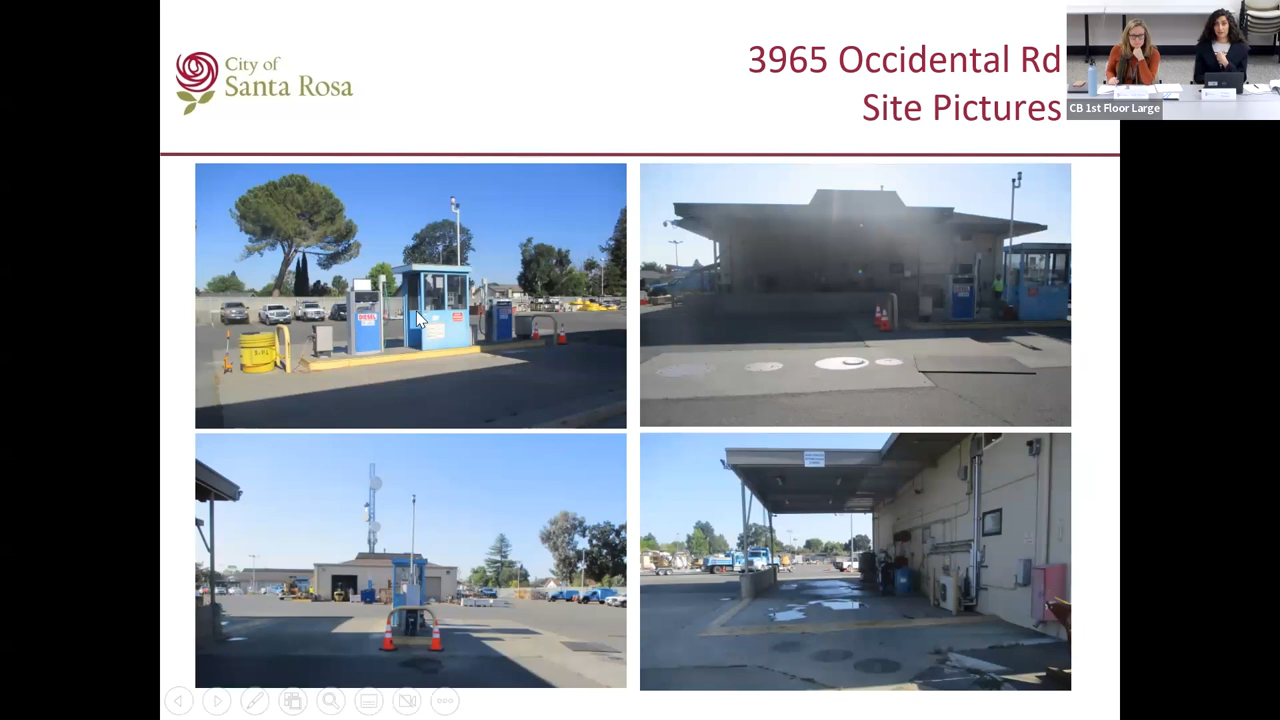 City of
Santa Rosa
3965 Occidental Rd
Site Pictures
CB 1st Floor Large
DIESEL